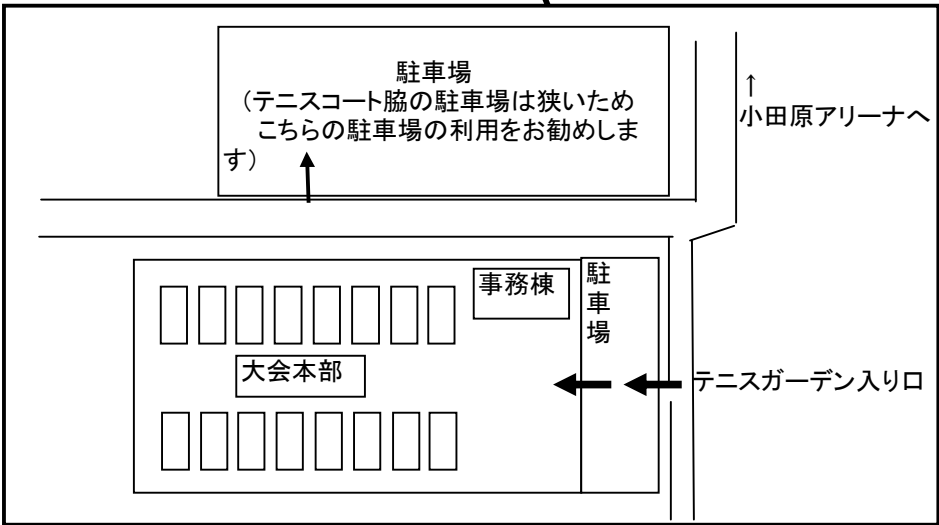 駐車場
（テニスコート脇の駐車場は狭いため
こちらの駐車場の利用をお勧めしま
す）
↑
小田原アリーナへ
事務棟
駐
車
場
大会本部
テニスガーデン入り口